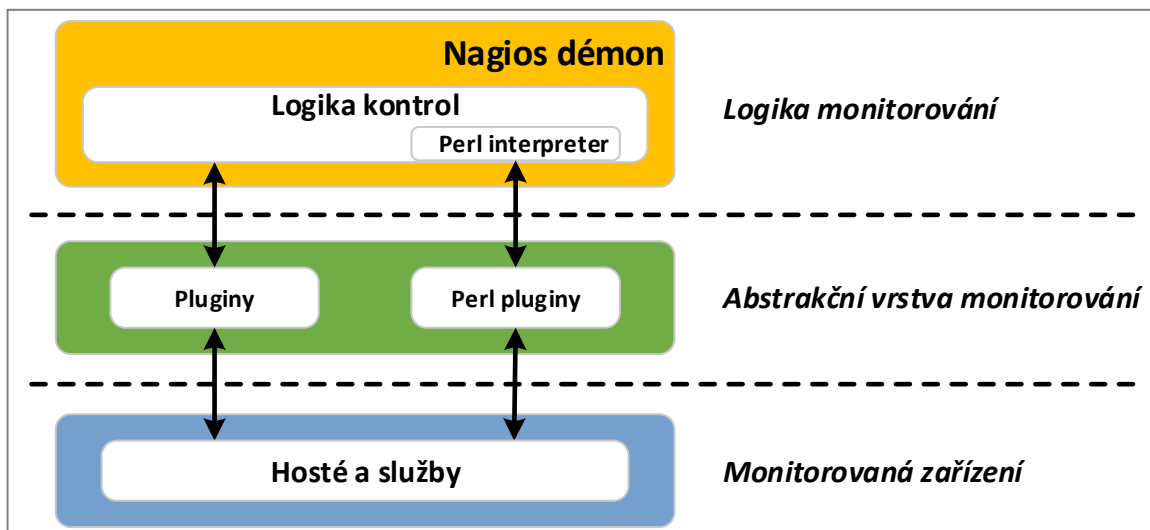 Nagios démon
Logika kontrol
Logika monitorování
Perl interpreter
Pluginy
Perl pluginy
Abstrakční vrstva monitorování
Hosté a služby
Monitorovaná zařízení